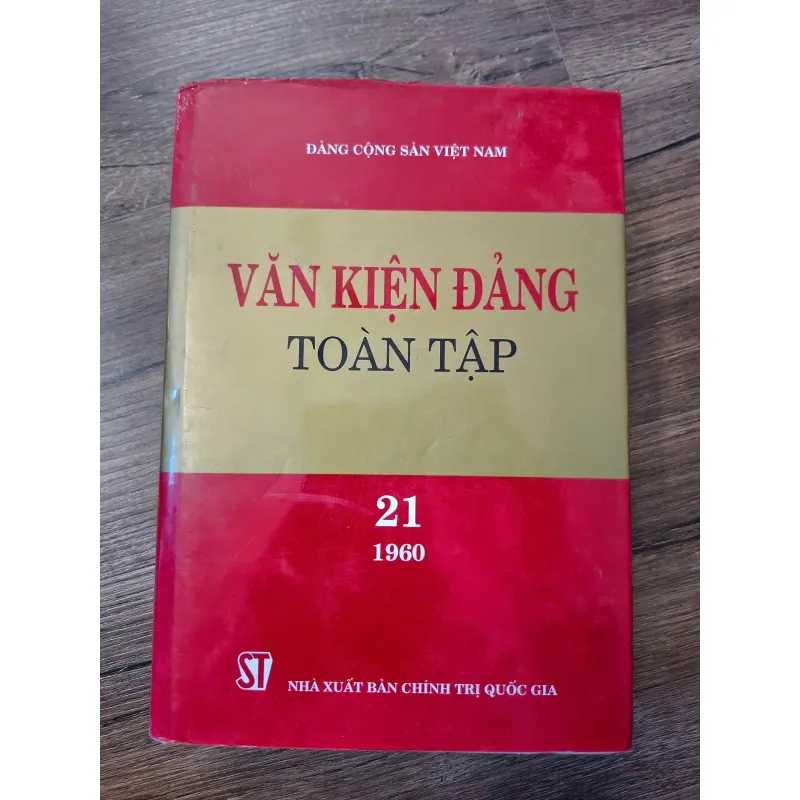 ĐẢNG CỘNG SẢN VIỆT NAM
VĂN KIỆN ĐẢNG
TOÀN TẬP
21
1960
ST
NHÀ XUẤT BẢN CHÍNH TRỊ QUỐC GIA